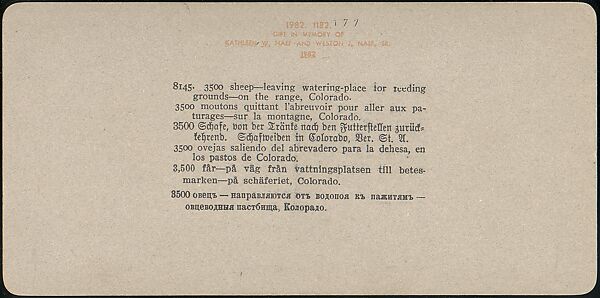 1982. 1182.177
GIFT IN MEMORY OF
KATHLEEN W. NAEF AND WESTON J. NAEF, SR.
1982
8145. 3500 sheep—leaving watering-place for feeding
grounds—on the range, Colorado.
3500 moutons quittant l'abreuvoir pour aller aux pa-
turages—sur la montagne, Colorado.
3500 Schafe, von der Tränke nach den Futterstellen zurück-
kehrend. Schafweiden in Colorado, Ver. St. A.
3500 ovejas saliendo del abrevadero para la dehesa, en
los pastos de Colorado.
3,500 får—på väg från vattningsplatsen till betes-
marken—på schäferiet, Colorado.
3500 овецъ — направляются отъ водопоя къ пажитямъ —
овцеводныя пастбища, Колорадо.